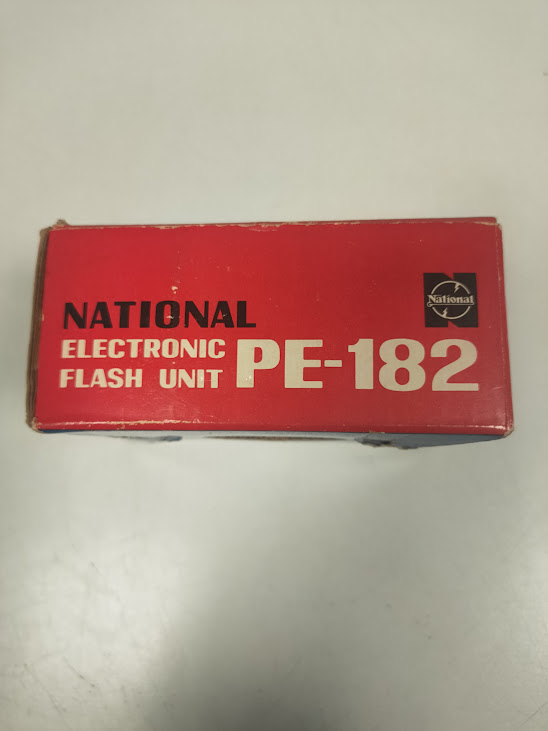 NATIONAL
National
ELECTRONIC
FLASH UNIT
PE-182